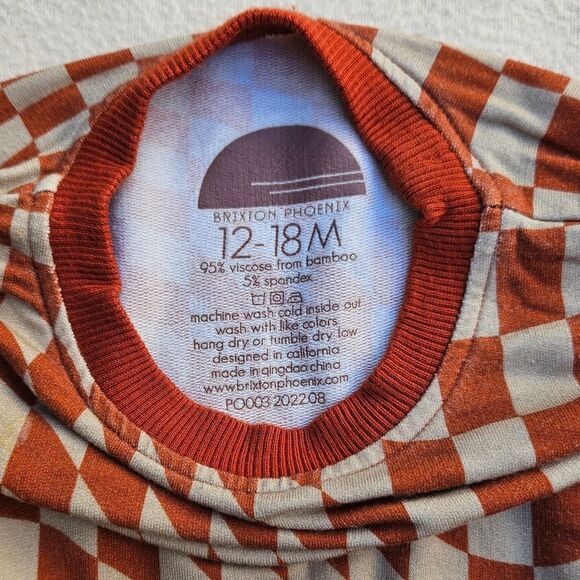 BRIXTON PHOENIX
12-18M
95% viscose from bamboo
5% spandex
machine wash cold inside out
wash with like colors
hang dry or tumble dry low
designed in california
made in qingdao china
www.brixtonphoenix.com
PO003 2022.08